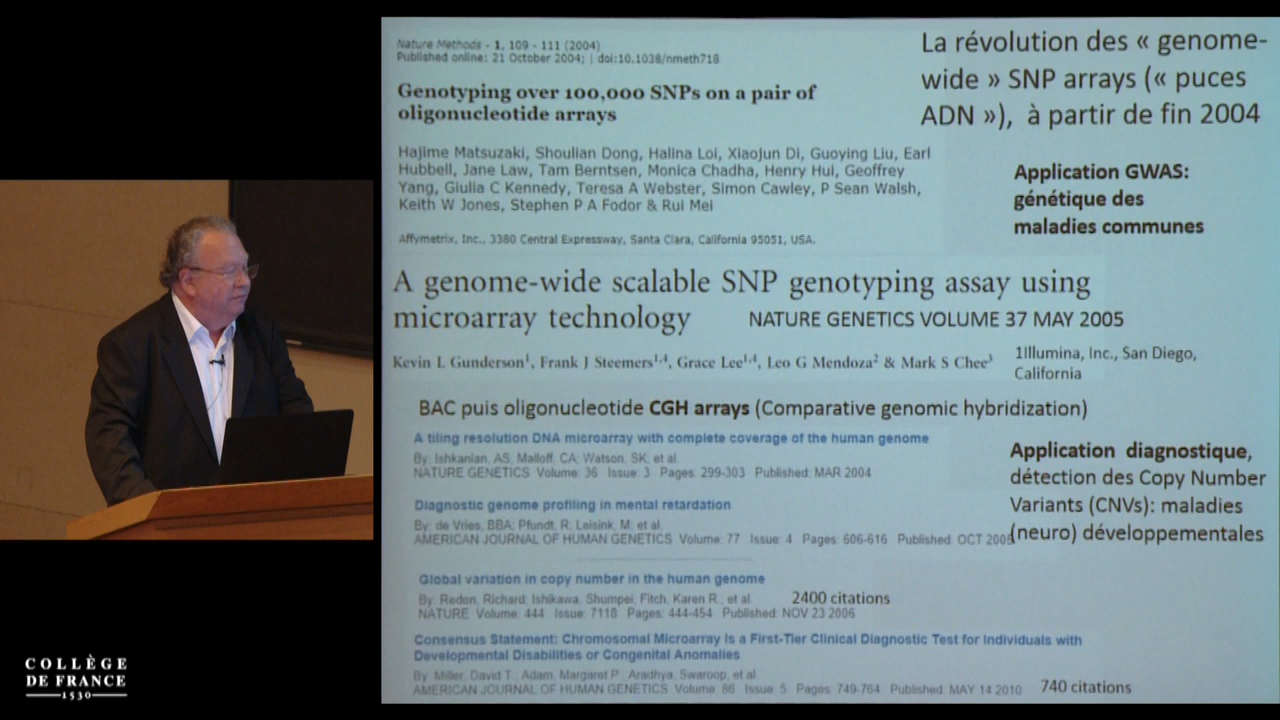 Nature Methods - 1, 109 - 111 (2004)
Published online: 21 October 2004; | doi:10.1038/nmeth718
Genotyping over 100,000 SNPs on a pair of
oligonucleotide arrays
Hajime Matsuzaki, Shoulian Dong, Halina Loi, Xiaojun Di, Guoying Liu, Earl
Hubbell, Jane Law, Tam Berntsen, Monica Chadha, Henry Hui, Geoffrey
Yang, Giulia C Kennedy, Teresa A Webster, Simon Cawley, P Sean Walsh,
Keith W Jones, Stephen P A Fodor & Rui Mei
Affymetrix, Inc., 3380 Central Expressway, Santa Clara, California 95051, USA.
La révolution des « genome-
wide » SNP arrays (« puces
ADN »), à partir de fin 2004
Application GWAS:
génétique des
maladies communes
A genome-wide scalable SNP genotyping assay using
microarray technology NATURE GENETICS VOLUME 37 MAY 2005
Kevin L Gunderson1, Frank J Steemers1,4, Grace Lee1,4, Leo G Mendoza2 & Mark S Chee3
1Illumina, Inc., San Diego,
California
BAC puis oligonucleotide CGH arrays (Comparative genomic hybridization)
A tiling resolution DNA microarray with complete coverage of the human genome
By: Ishkanian, AS; Malloff, CA; Watson, SK; et al.
NATURE GENETICS Volume: 36 Issue: 3 Pages: 299-303 Published: MAR 2004
Diagnostic genome profiling in mental retardation
By: de Vries, BBA; Pfundt, R; Leisink, M; et al.
AMERICAN JOURNAL OF HUMAN GENETICS Volume: 77 Issue: 4 Pages: 606-616 Published: OCT 2005
Application diagnostique,
détection des Copy Number
Variants (CNVs): maladies
(neuro) développementales
Global variation in copy number in the human genome
By: Redon, Richard; Ishikawa, Shumpei; Fitch, Karen R.; et al. 2400 citations
NATURE Volume: 444 Issue: 7118 Pages: 444-454 Published: NOV 23 2006
Consensus Statement: Chromosomal Microarray Is a First-Tier Clinical Diagnostic Test for Individuals with
Developmental Disabilities or Congenital Anomalies
By: Miller, David T.; Adam, Margaret P.; Aradhya, Swaroop; et al.
AMERICAN JOURNAL OF HUMAN GENETICS Volume: 86 Issue: 5 Pages: 749-764 Published: MAY 14 2010 740 citations
COLLÈGE
DE FRANCE
1530